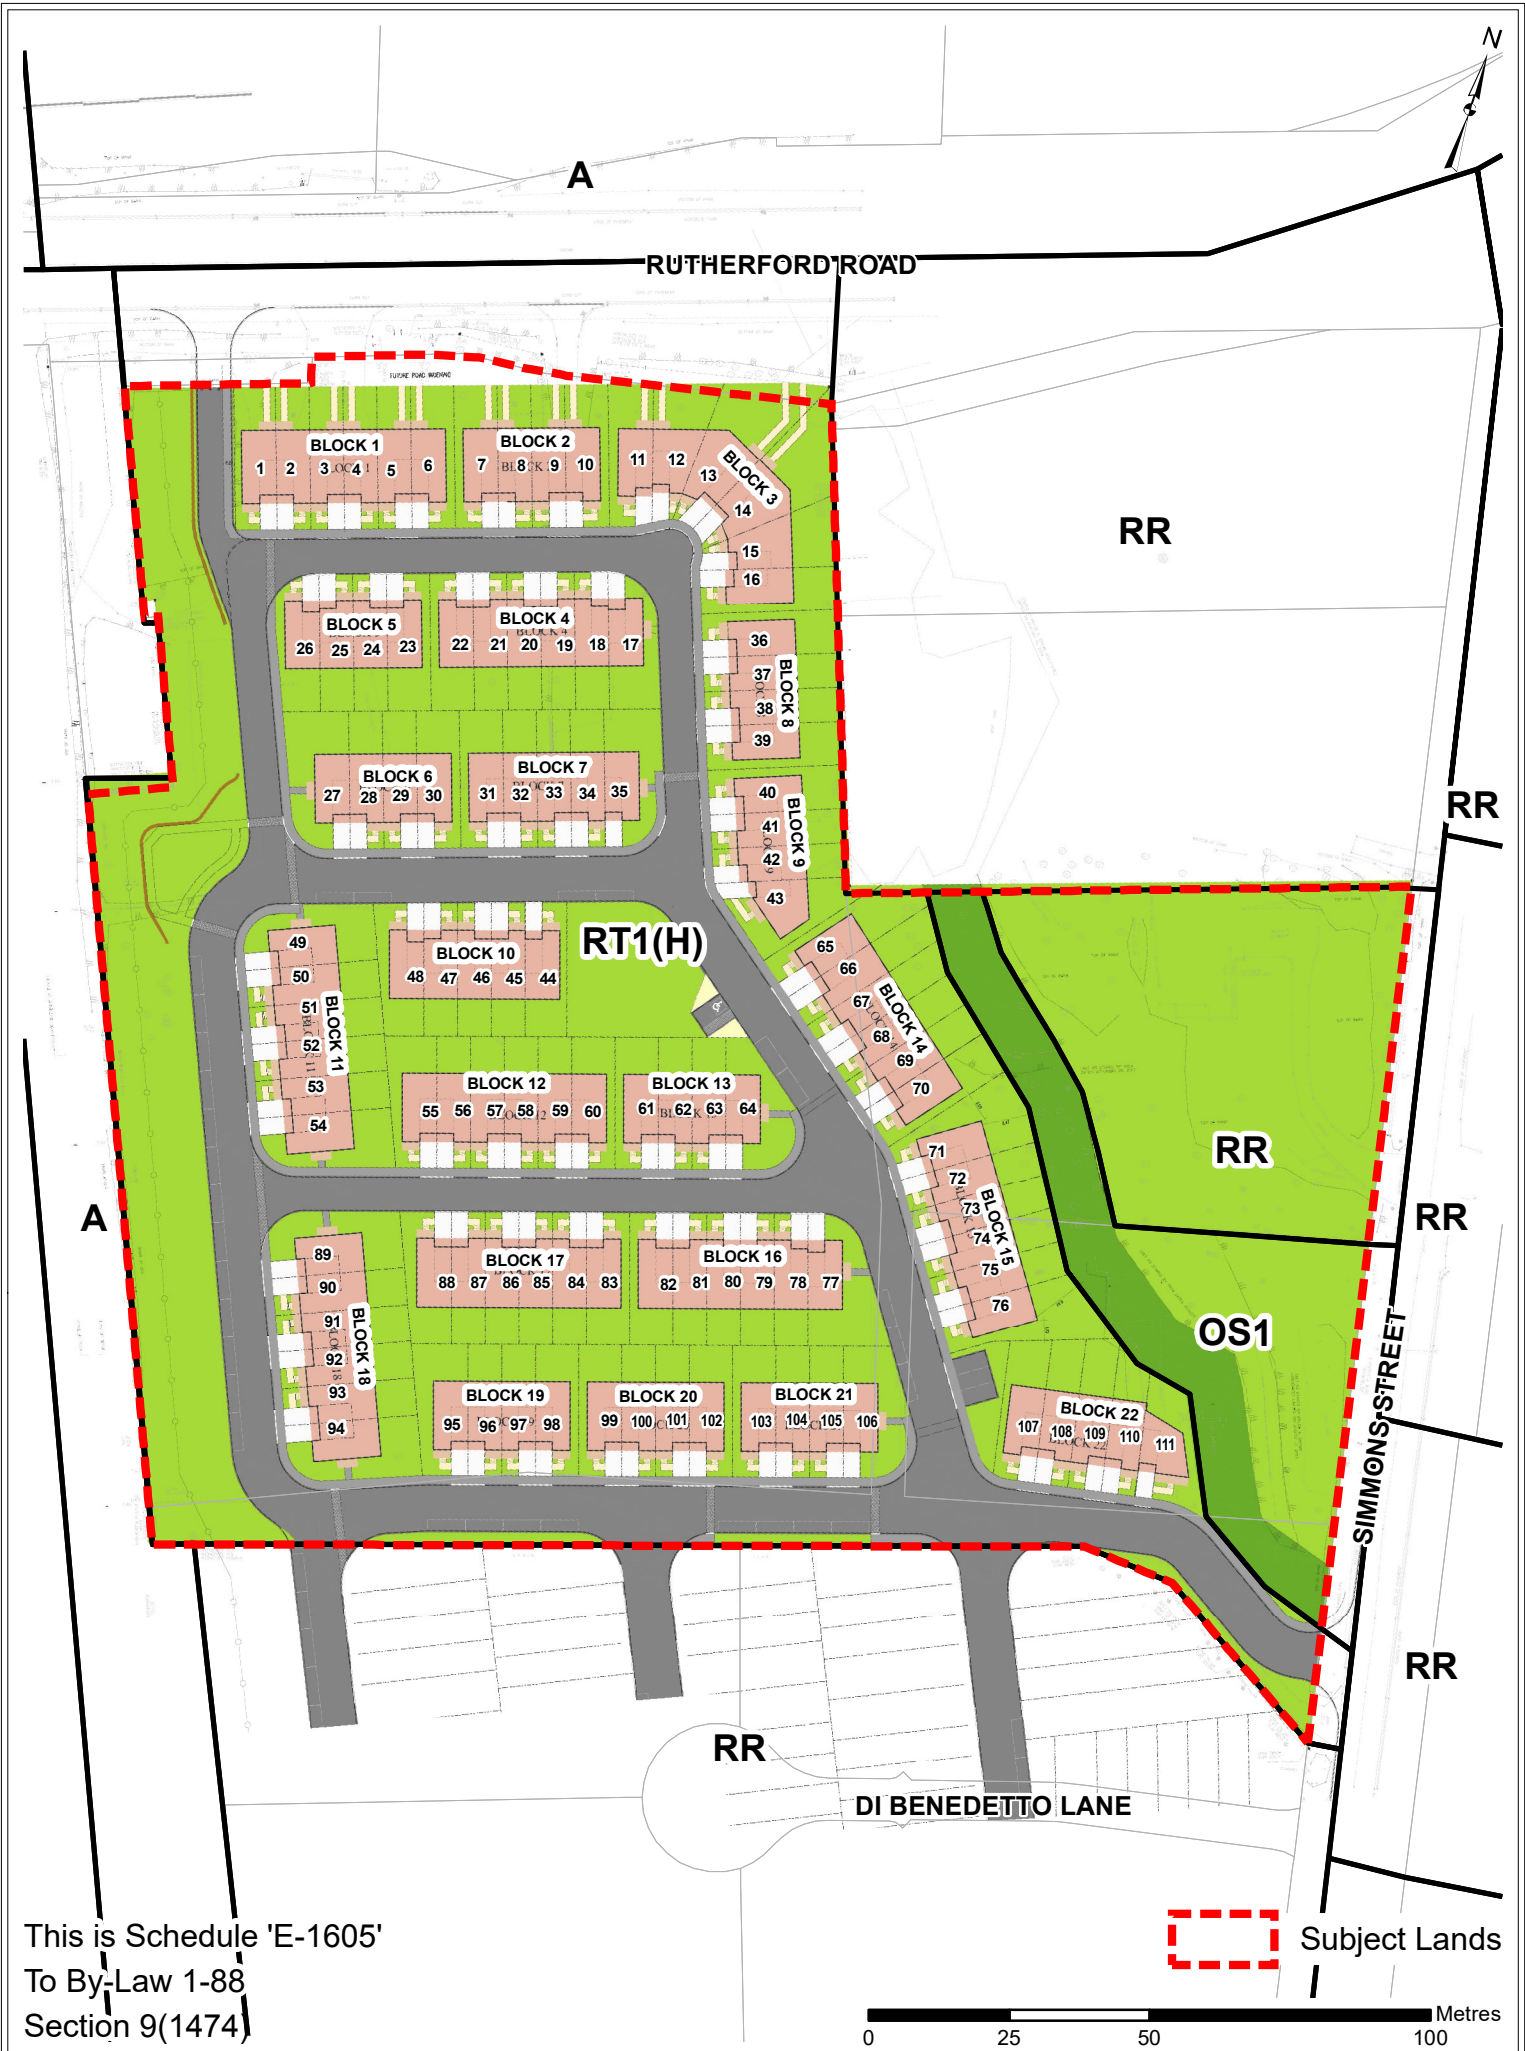 N
A
RUTHERFORD ROAD
FUTURE ROAD WIDENING
BLOCK 1
1 2 3 4 5 6
BLOCK 2
7 8 9 10
BLOCK 3
11 12 13 14 15 16
RR
BLOCK 5
26 25 24 23
BLOCK 4
22 21 20 19 18 17
BLOCK 8
36 37 38 39
BLOCK 6
27 28 29 30
BLOCK 7
31 32 33 34 35
BLOCK 9
40 41 42 43
RR
RT1(H)
BLOCK 10
48 47 46 45 44
BLOCK 11
49 50 51 52 53 54
BLOCK 14
65 66 67 68 69 70
BLOCK 12
55 56 57 58 59 60
BLOCK 13
61 62 63 64
RR
BLOCK 15
71 72 73 74 75 76
A
RR
BLOCK 17
88 87 86 85 84 83
BLOCK 16
82 81 80 79 78 77
BLOCK 18
89 90 91 92 93 94
OS1
SIMMONS STREET
BLOCK 19
95 96 97 98
BLOCK 20
99 100 101 102
BLOCK 21
103 104 105 106
BLOCK 22
107 108 109 110 111
RR
RR
DI BENEDETTO LANE
This is Schedule 'E-1605'
To By-Law 1-88
Section 9(1474)
Subject Lands
Metres
0 25 50 100